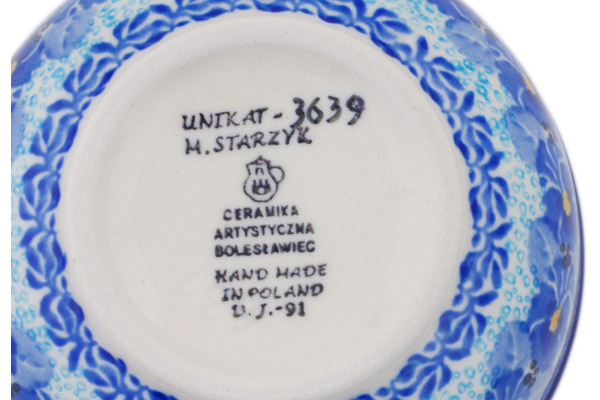 UNIKAT - 3639
M. STARZYK
CERAMIKA
ARTYSTYCZNA
BOLESŁAWIEC
HAND MADE
IN POLAND
U.J.-91